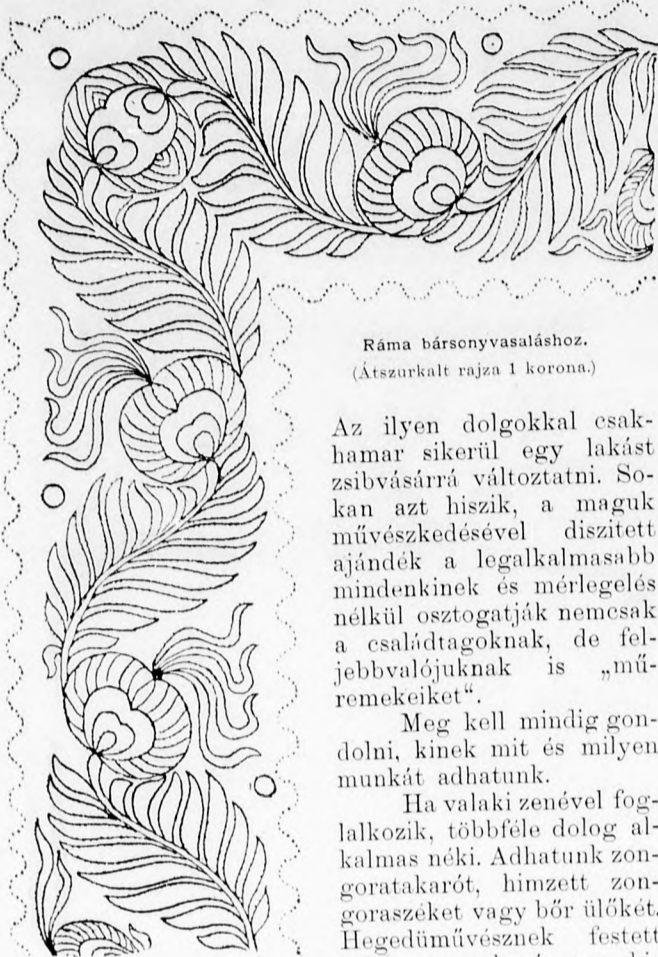 Ráma bársonyvasaláshoz.
(Átszurkalt rajza 1 korona.)
Az ilyen dolgokkal csak-
hamar sikerül egy lakást
zsibvásárrá változtatni. So-
kan azt hiszik, a maguk
művészkedésével diszitett
ajándék a legalkalmasabb
mindenkinek és mérlegelés
nélkül osztogatják nemcsak
a családtagoknak, de fel-
jebbvalójuknak is „mű-
remekeiket“.
Meg kell mindig gon-
dolni, kinek mit és milyen
munkát adhatunk.
Ha valaki zenével fog-
lalkozik, többféle dolog al-
kalmas néki. Adhatunk zon-
goratakarót, himzett zon-
goraszéket vagy bőr ülőkét.
Hegedüművésznek festett